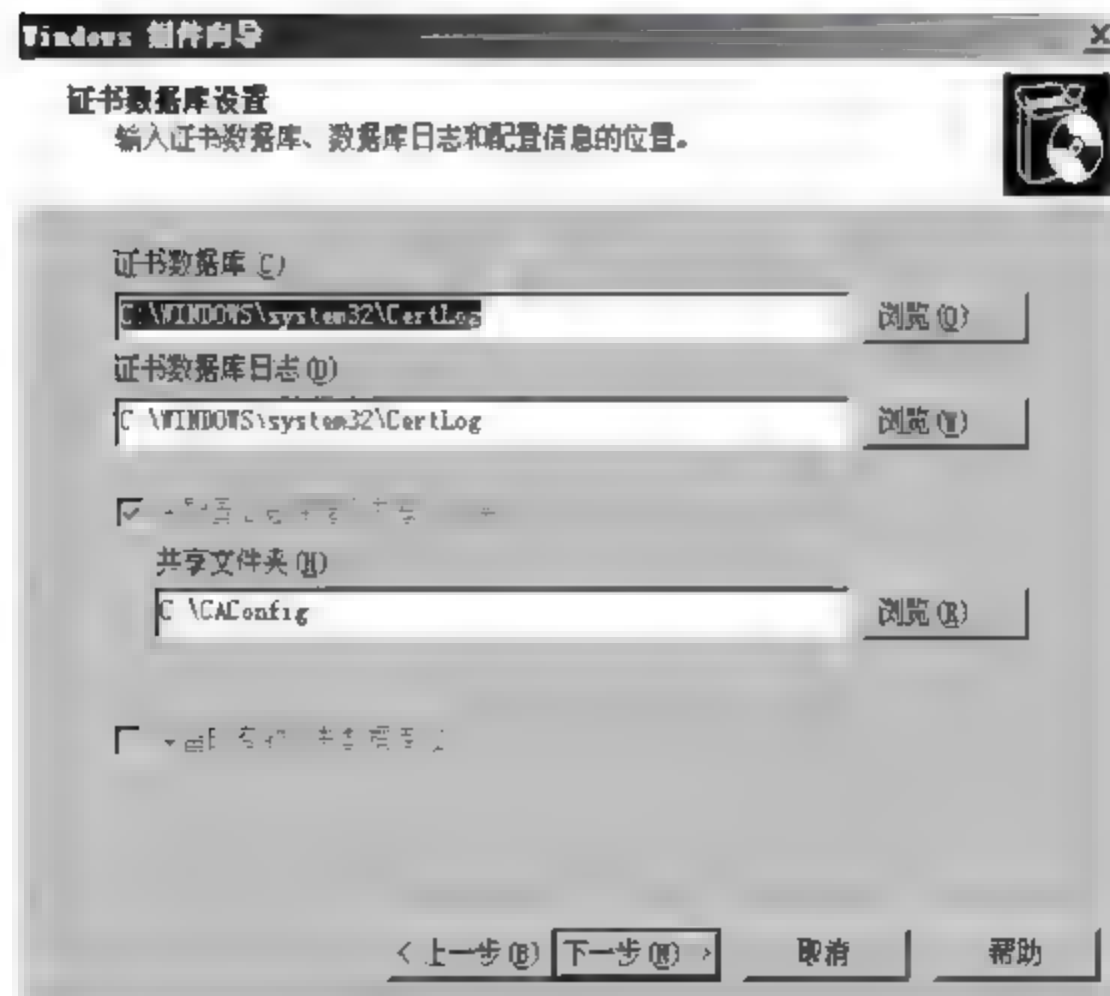 Windows 组件向导
证书数据库设置
输入证书数据库、数据库日志和配置信息的位置。
证书数据库(C)
C:\WINDOWS\system32\CertLog
浏览(O)
证书数据库日志(D)
C \WINDOWS\system32\CertLog
浏览(W)
共享文件夹(H)
C \CAConfig
浏览(R)
< 上一步(B)
下一步(N) >
取消
帮助